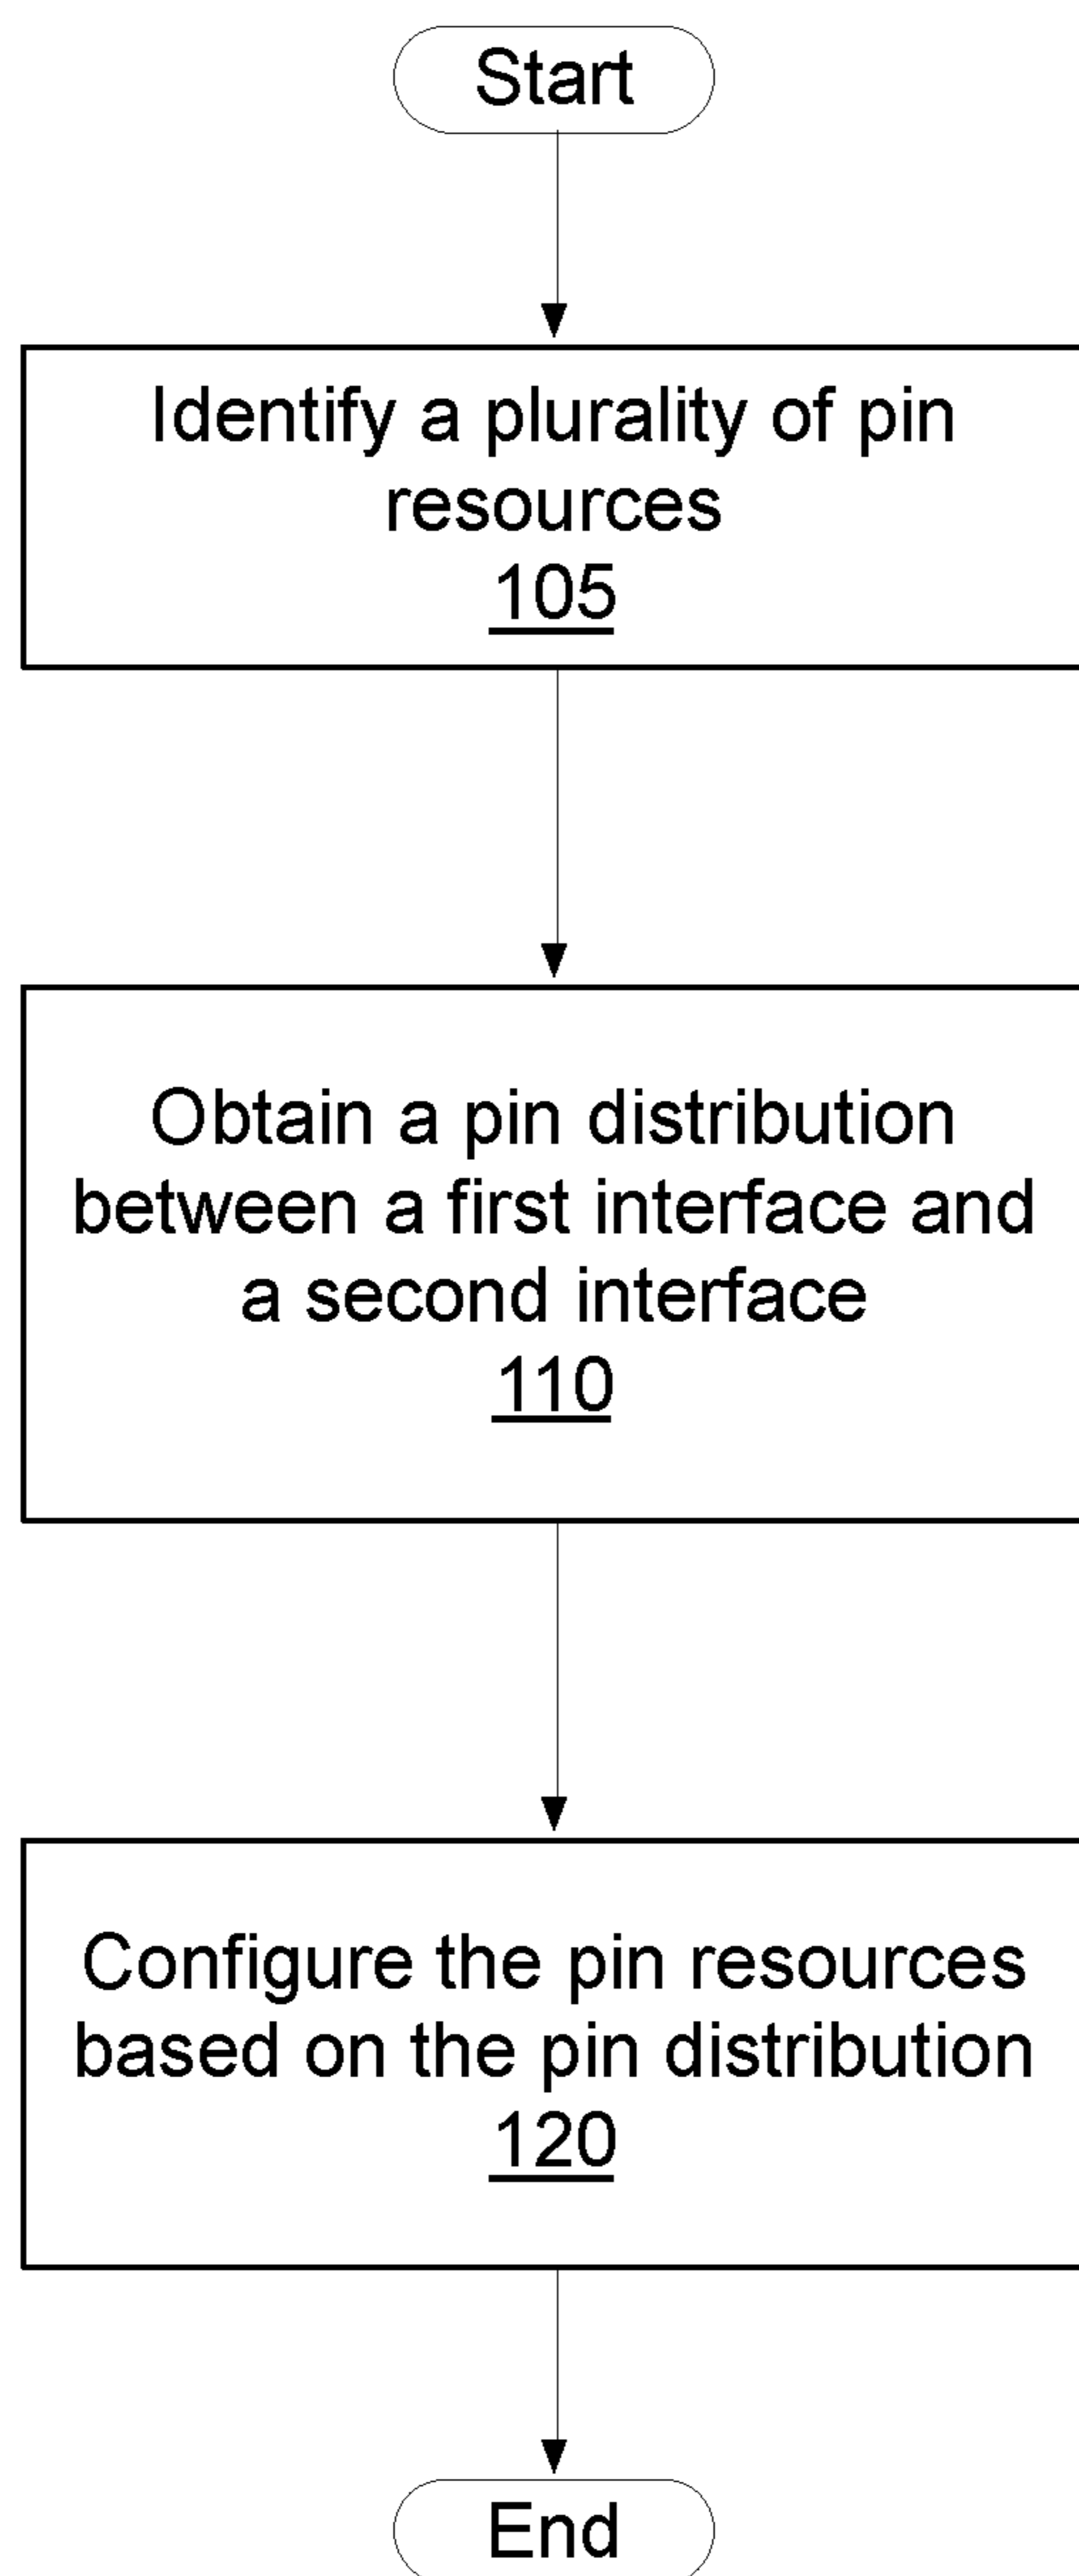 Start
Identify a plurality of pin
resources
105
Obtain a pin distribution
between a first interface and
a second interface
110
Configure the pin resources
based on the pin distribution
120
End